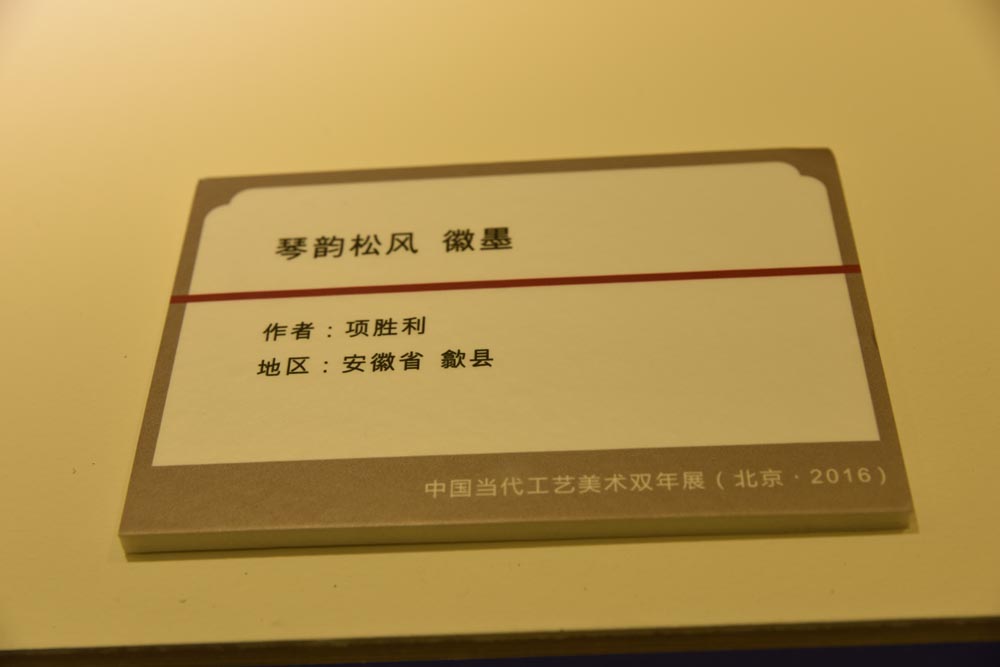 琴韵松风 徽墨
作者：项胜利
地区：安徽省 歙县
中国当代工艺美术双年展（北京·2016）